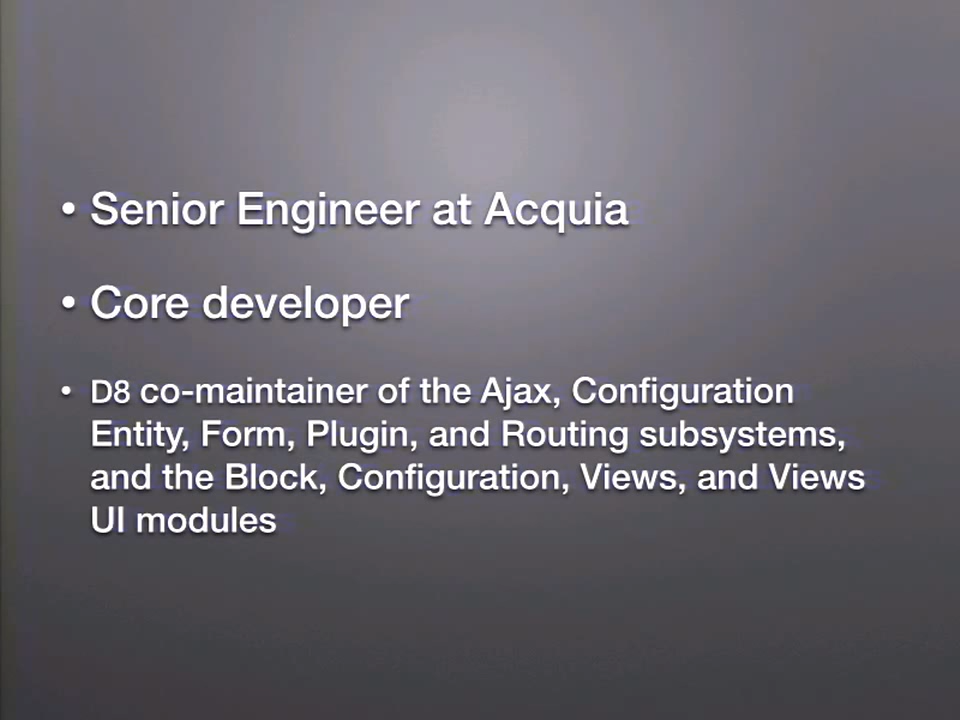 • Senior Engineer at Acquia
• Core developer
• D8 co-maintainer of the Ajax, Configuration
Entity, Form, Plugin, and Routing subsystems,
and the Block, Configuration, Views, and Views
UI modules